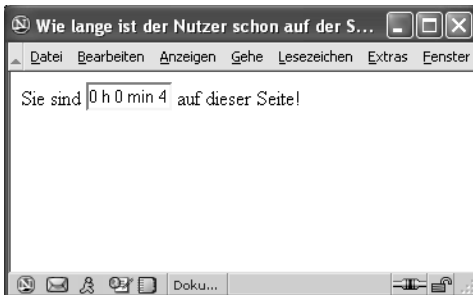 Wie lange ist der Nutzer schon auf der S...
Datei Bearbeiten Anzeigen Gehe Lesezeichen Extras Fenster
Sie sind 0 h 0 min 4 auf dieser Seite!
Doku...